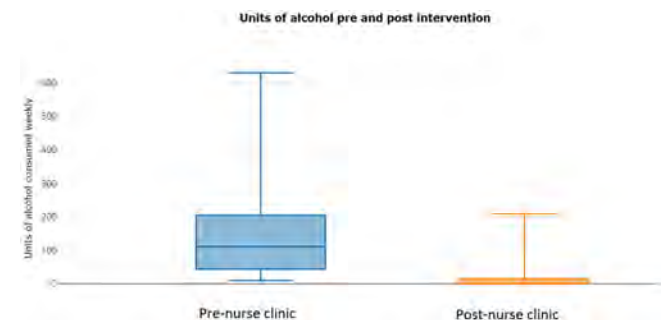 Units of alcohol pre and post intervention
Units of alcohol consumed weekly
600
500
400
300
200
100
0
Pre-nurse clinic
Post-nurse clinic